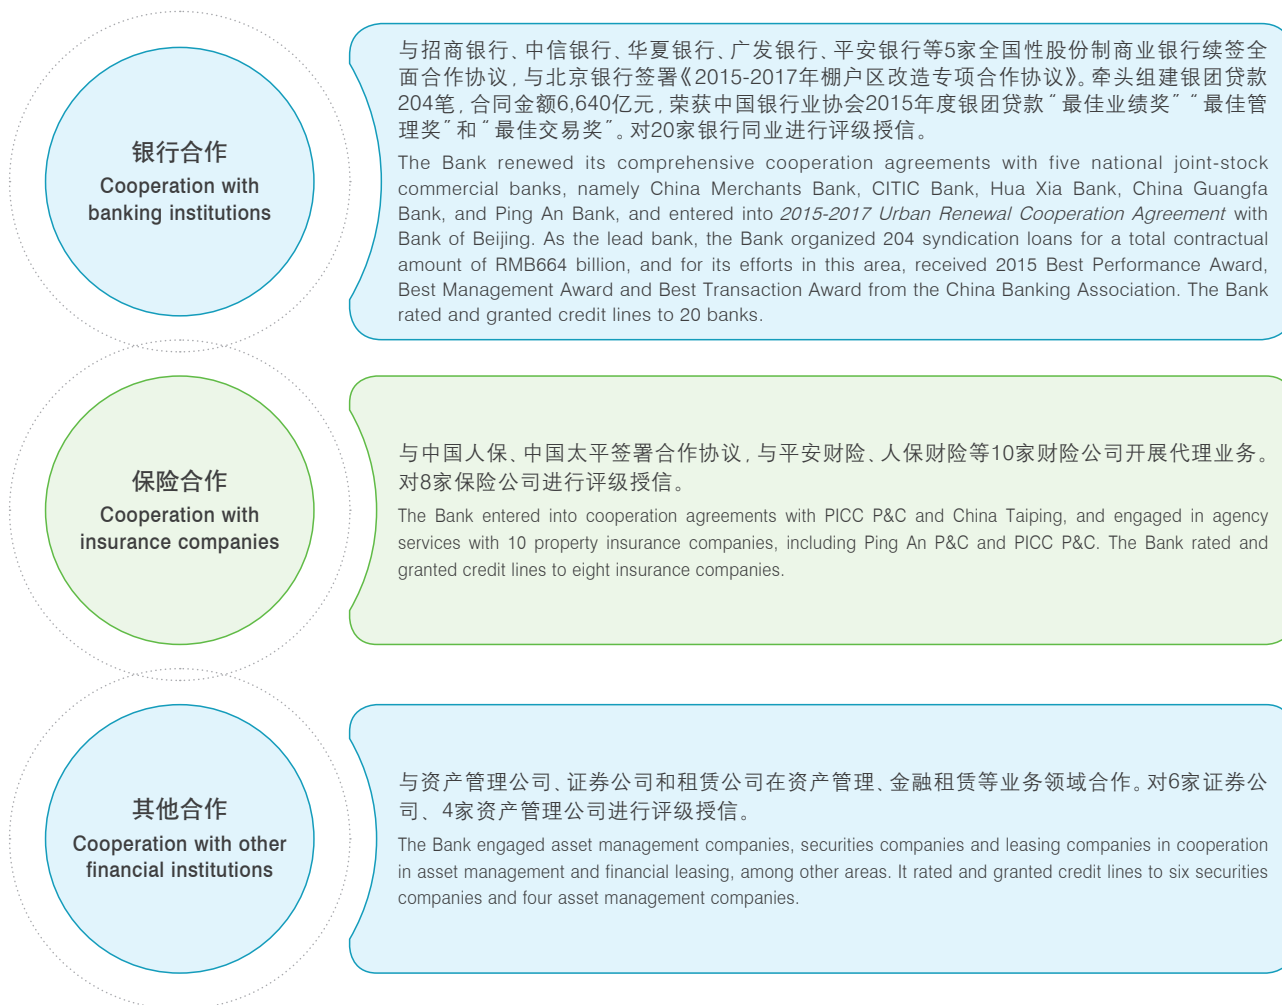 银行合作
Cooperation with
banking institutions
与招商银行、中信银行、华夏银行、广发银行、平安银行等5家全国性股份制商业银行续签全
面合作协议，与北京银行签署《2015-2017年棚户区改造专项合作协议》。牵头组建银团贷款
204笔，合同金额6,640亿元，荣获中国银行业协会2015年度银团贷款“最佳业绩奖”“最佳管
理奖”和“最佳交易奖”。对20家银行同业进行评级授信。
The Bank renewed its comprehensive cooperation agreements with five national joint-stock
commercial banks, namely China Merchants Bank, CITIC Bank, Hua Xia Bank, China Guangfa
Bank, and Ping An Bank, and entered into 2015-2017 Urban Renewal Cooperation Agreement with
Bank of Beijing. As the lead bank, the Bank organized 204 syndication loans for a total contractual
amount of RMB664 billion, and for its efforts in this area, received 2015 Best Performance Award,
Best Management Award and Best Transaction Award from the China Banking Association. The Bank
rated and granted credit lines to 20 banks.
保险合作
Cooperation with
insurance companies
与中国人保、中国太平签署合作协议，与平安财险、人保财险等10家财险公司开展代理业务。
对8家保险公司进行评级授信。
The Bank entered into cooperation agreements with PICC P&C and China Taiping, and engaged in agency
services with 10 property insurance companies, including Ping An P&C and PICC P&C. The Bank rated and
granted credit lines to eight insurance companies.
其他合作
Cooperation with other
financial institutions
与资产管理公司、证券公司和租赁公司在资产管理、金融租赁等业务领域合作。对6家证券公
司、4家资产管理公司进行评级授信。
The Bank engaged asset management companies, securities companies and leasing companies in cooperation
in asset management and financial leasing, among other areas. It rated and granted credit lines to six securities
companies and four asset management companies.